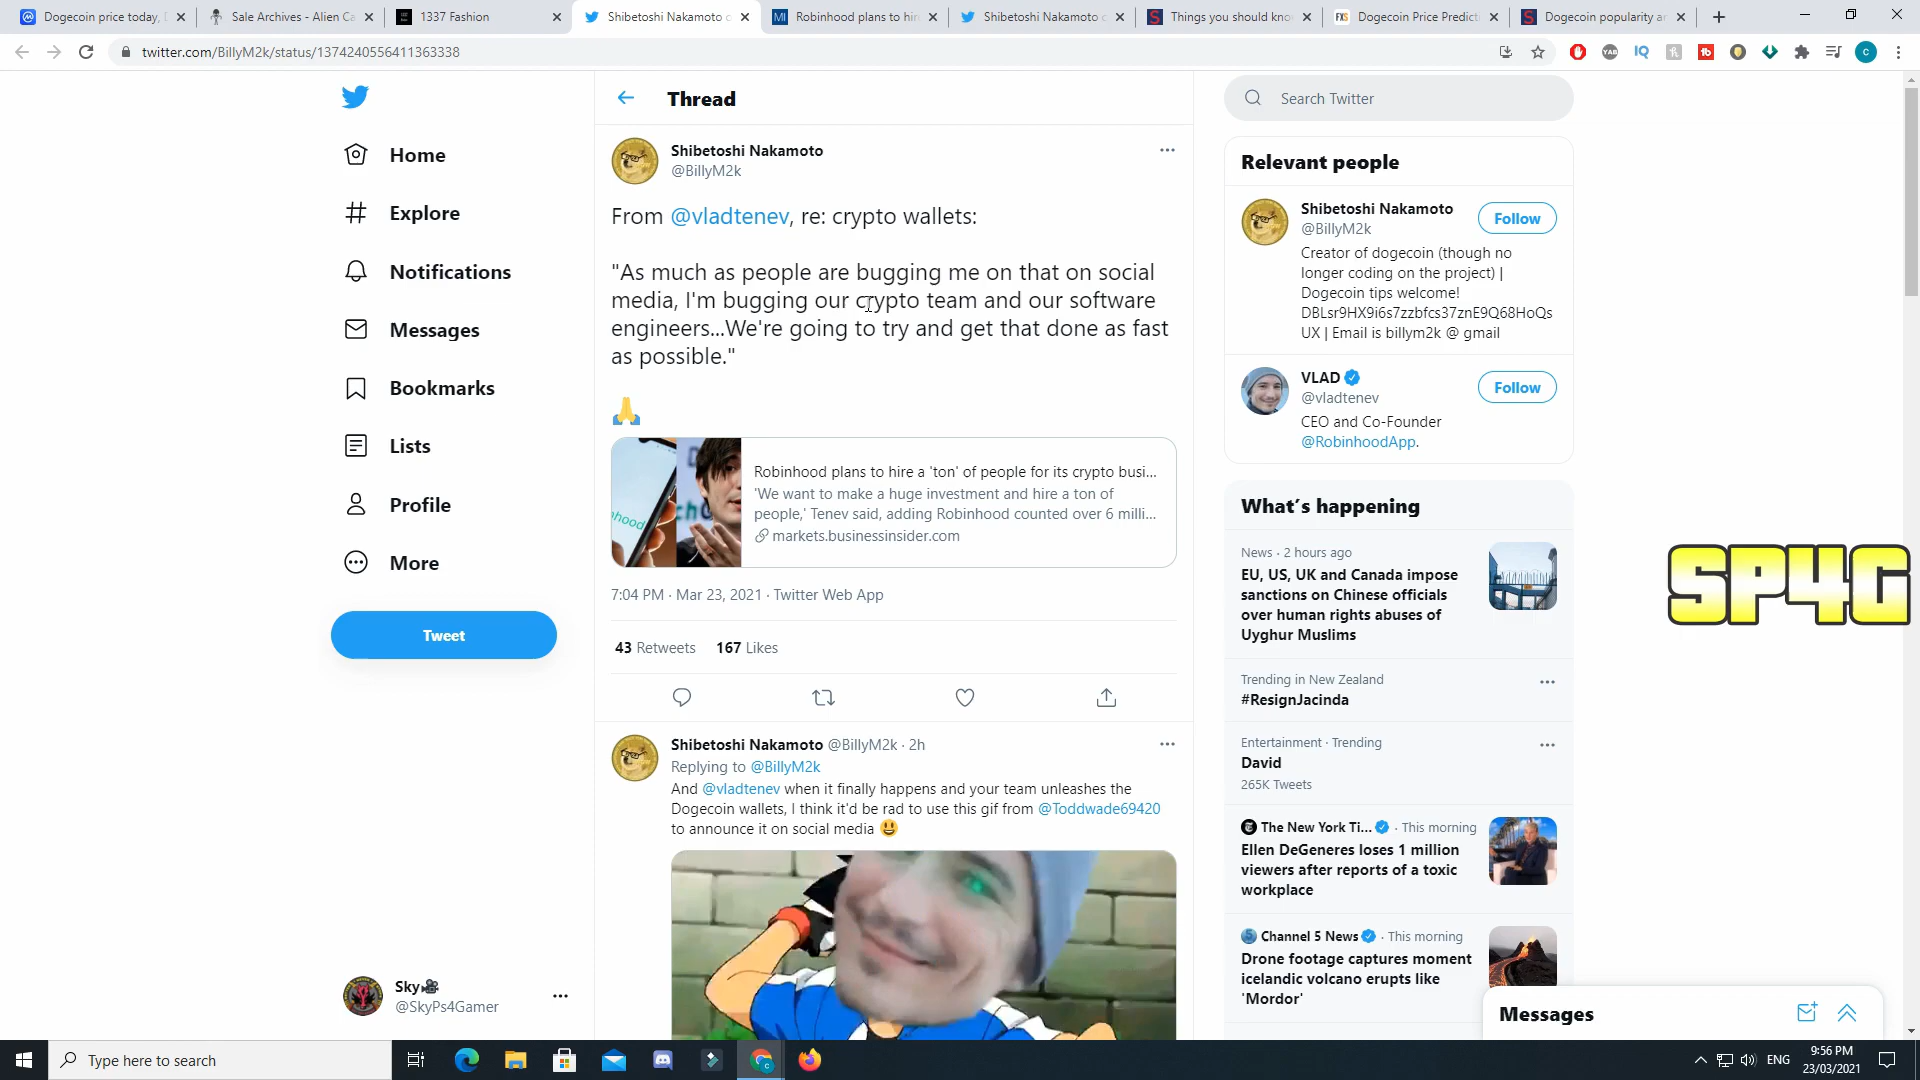 Dogecoin price today,
Sale Archives - Alien Ca
1337 Fashion
Shibetoshi Nakamoto o
Robinhood plans to hir
Shibetoshi Nakamoto o
Things you should kno
Dogecoin Price Predict
Dogecoin popularity a
twitter.com/BillyM2k/status/1374240556411363338
Home
Explore
Notifications
Messages
Bookmarks
Lists
Profile
More
Tweet
Sky
@SkyPs4Gamer
Thread
Shibetoshi Nakamoto
@BillyM2k
From @vladtenev, re: crypto wallets:
"As much as people are bugging me on that on social
media, I'm bugging our crypto team and our software
engineers...We're going to try and get that done as fast
as possible."
🙏
Robinhood plans to hire a 'ton' of people for its crypto busi...
'We want to make a huge investment and hire a ton of
people,' Tenev said, adding Robinhood counted over 6 milli...
markets.businessinsider.com
7:04 PM · Mar 23, 2021 · Twitter Web App
43 Retweets 167 Likes
Shibetoshi Nakamoto @BillyM2k · 2h
Replying to @BillyM2k
And @vladtenev when it finally happens and your team unleashes the
Dogecoin wallets, I think it'd be rad to use this gif from @Toddwade69420
to announce it on social media 😃
Search Twitter
Relevant people
Shibetoshi Nakamoto
@BillyM2k
Follow
Creator of dogecoin (though no
longer coding on the project) |
Dogecoin tips welcome!
DBLsr9HX9i6s7zzbfcs37znE9Q68HoQs
UX | Email is billym2k @ gmail
VLAD
@vladtenev
Follow
CEO and Co-Founder
@RobinhoodApp.
What's happening
News · 2 hours ago
EU, US, UK and Canada impose
sanctions on Chinese officials
over human rights abuses of
Uyghur Muslims
Trending in New Zealand
#ResignJacinda
Entertainment · Trending
David
265K Tweets
The New York Ti... · This morning
Ellen DeGeneres loses 1 million
viewers after reports of a toxic
workplace
Channel 5 News · This morning
Drone footage captures moment
icelandic volcano erupts like
'Mordor'
Messages
SP4G
Type here to search
ENG
9:56 PM
23/03/2021